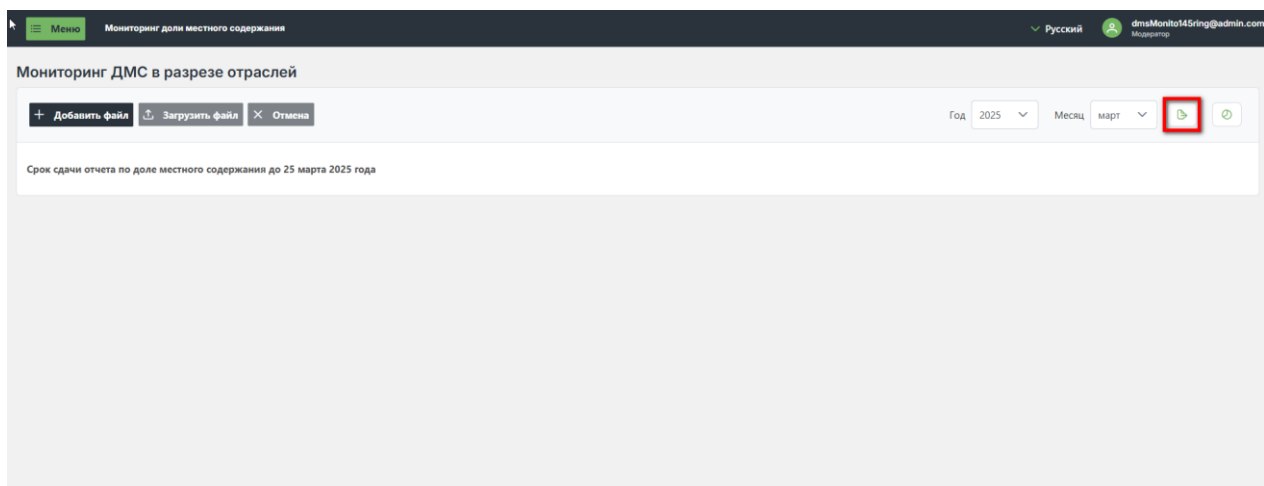 Меню
Мониторинг доли местного содержания
Русский
dmsMonito145ring@admin.com
Модератор
Мониторинг ДМС в разрезе отраслей
Добавить файл
Загрузить файл
Отмена
Год
2025
Месяц
март
Срок сдачи отчета по доле местного содержания до 25 марта 2025 года